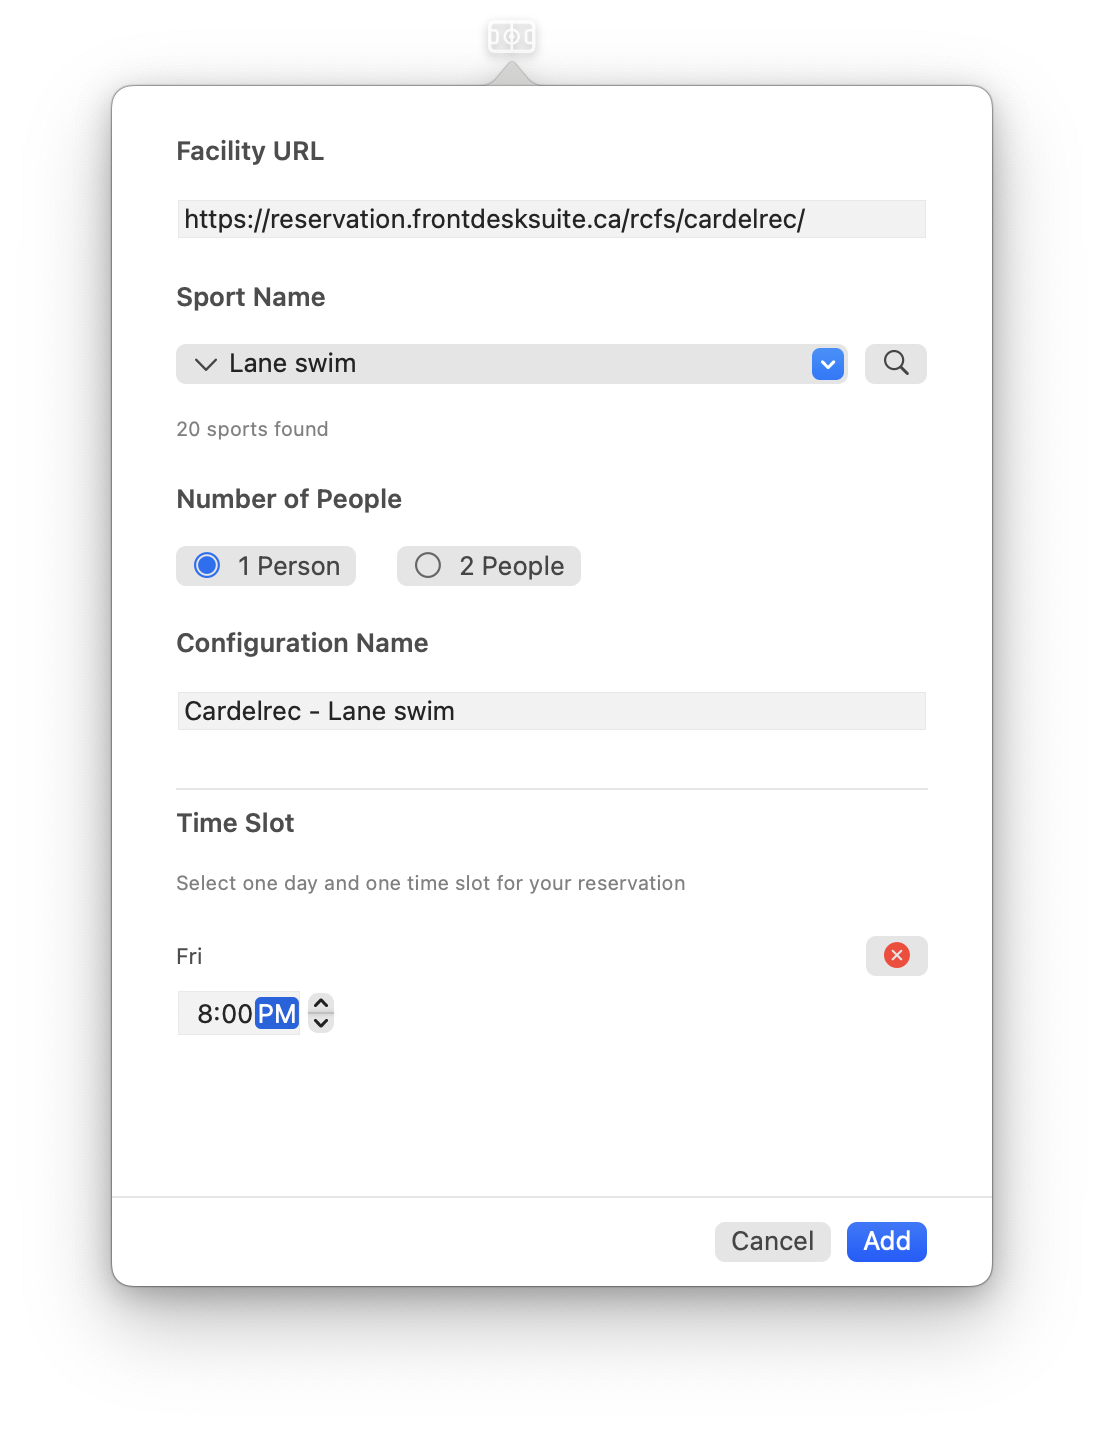 Facility URL
https://reservation.frontdesksuite.ca/rcfs/cardelrec/
Sport Name
Lane swim
20 sports found
Number of People
1 Person 2 People
Configuration Name
Cardelrec - Lane swim
Time Slot
Select one day and one time slot for your reservation
Fri
8:00 PM
Cancel Add